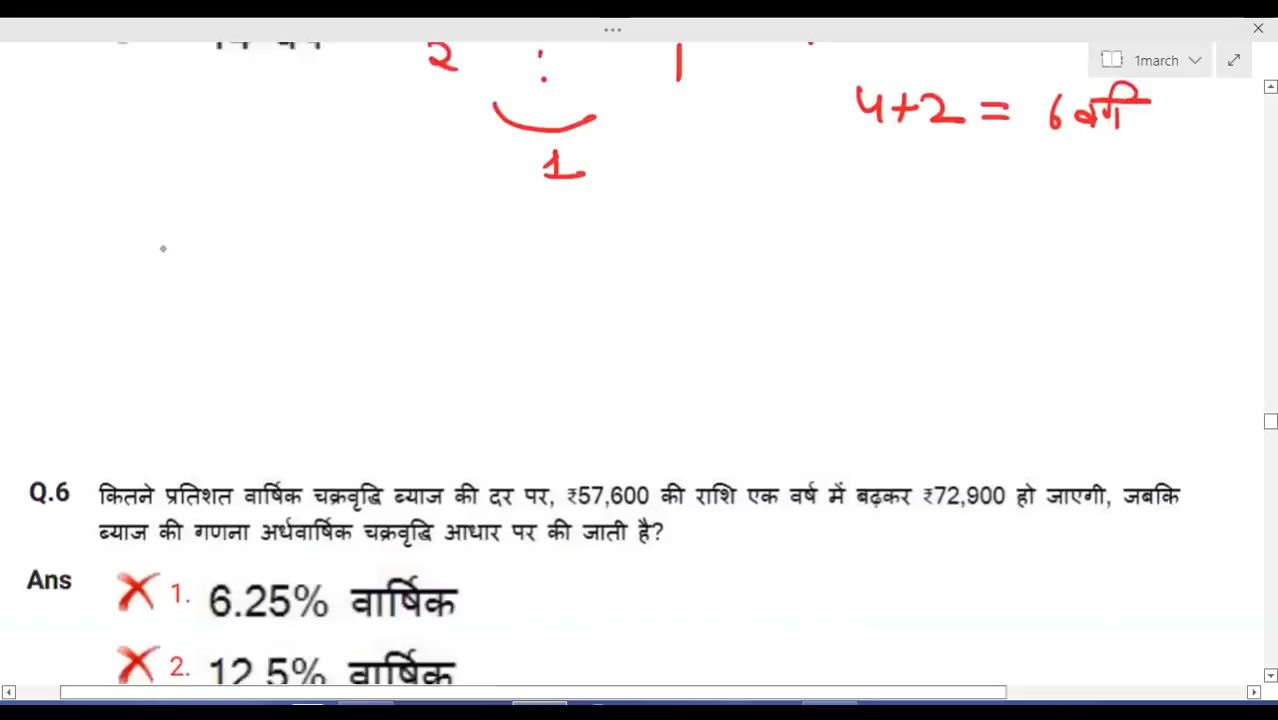 1march
2 : 1
4+2 = 6 वर्ग
1
Q.6 कितने प्रतिशत वार्षिक चक्रवृद्धि ब्याज की दर पर, ₹57,600 की राशि एक वर्ष में बढ़कर ₹72,900 हो जाएगी, जबकि
ब्याज की गणना अर्धवार्षिक चक्रवृद्धि आधार पर की जाती है?
Ans 1. 6.25% वार्षिक
2. 12.5% वार्षिक